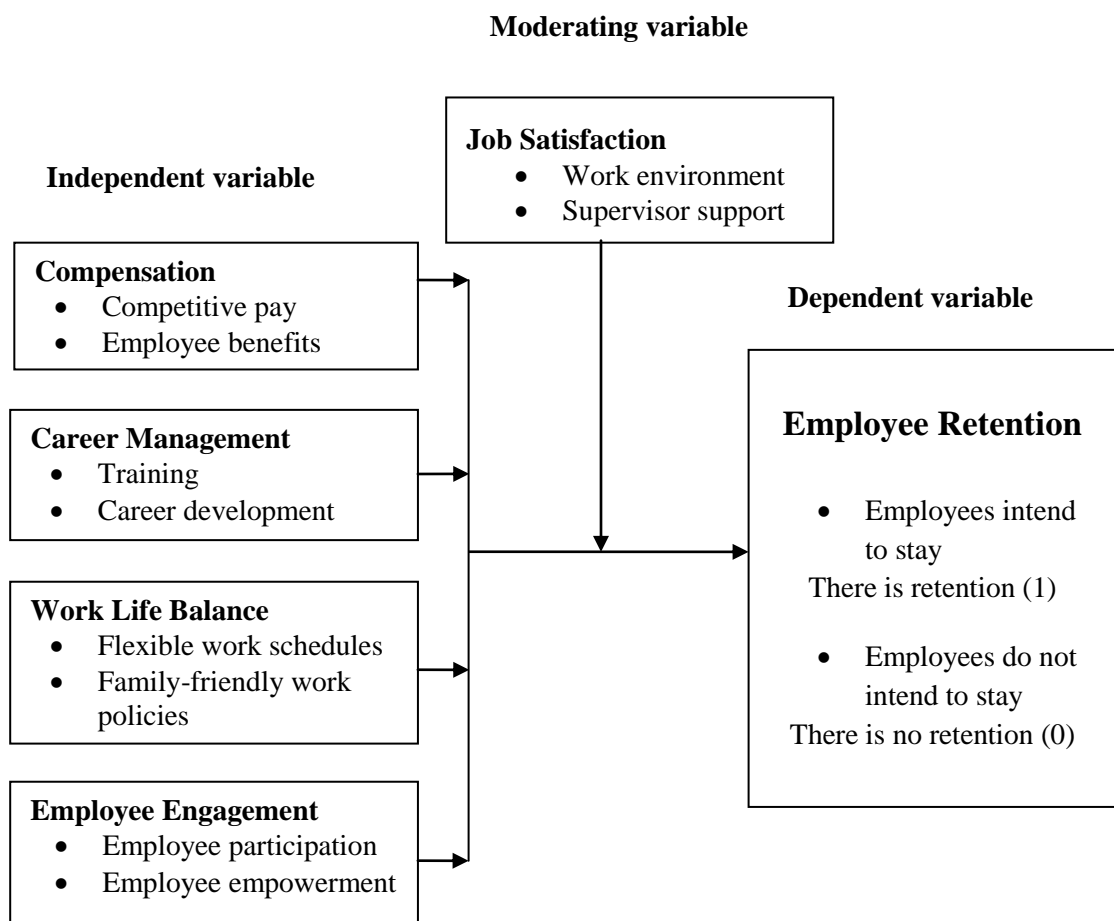 Moderating variable
Job Satisfaction
• Work environment
• Supervisor support
Independent variable
Compensation
• Competitive pay
• Employee benefits
Career Management
• Training
• Career development
Work Life Balance
• Flexible work schedules
• Family-friendly work
policies
Employee Engagement
• Employee participation
• Employee empowerment
Dependent variable
Employee Retention
• Employees intend
to stay
There is retention (1)
• Employees do not
intend to stay
There is no retention (0)